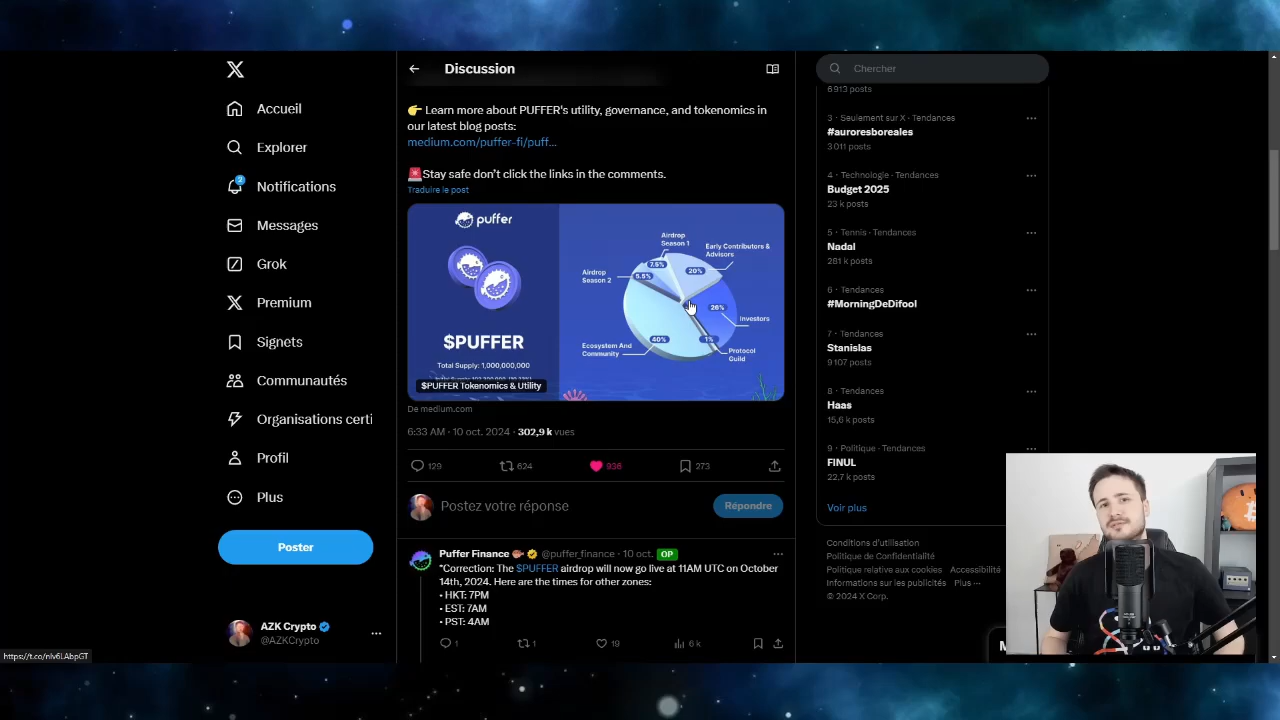 Accueil
Explorer
2
Notifications
Messages
Grok
Premium
Signets
Communautés
Organisations certi
Profil
Plus
Poster
AZK Crypto
@AZKCrypto
https://t.co/nlv6LAbpGT
Discussion
👉 Learn more about PUFFER's utility, governance, and tokenomics in
our latest blog posts:
medium.com/puffer-fi/puff…
🚨Stay safe don't click the links in the comments.
Traduire le post
puffer
$PUFFER
Total Supply: 1,000,000,000
$PUFFER Tokenomics & Utility
Airdrop
Season 1
Early Contributors &
Advisors
7.5%
20%
Airdrop
Season 2
5.5%
26%
Investors
Ecosystem And
Community
40%
1%
Protocol
Guild
De medium.com
6:33 AM · 10 oct. 2024 · 302,9 k vues
129
624
936
273
Postez votre réponse
Répondre
Puffer Finance @puffer_finance · 10 oct. OP
"Correction: The $PUFFER airdrop will now go live at 11AM UTC on October
14th, 2024. Here are the times for other zones:
• HKT: 7PM
• EST: 7AM
• PST: 4AM
1
1
19
6 k
Chercher
6 913 posts
3 · Seulement sur X · Tendances
#auroresboreales
3 011 posts
4 · Technologie · Tendances
Budget 2025
23 k posts
5 · Tennis · Tendances
Nadal
281 k posts
6 · Tendances
#MorningDeDifool
7 · Tendances
Stanislas
9 107 posts
8 · Tendances
Haas
15,6 k posts
9 · Politique · Tendances
FINUL
22,7 k posts
Voir plus
Conditions d'utilisation
Politique de Confidentialité
Politique relative aux cookies Accessibilité
Informations sur les publicités Plus ···
© 2024 X Corp.
M